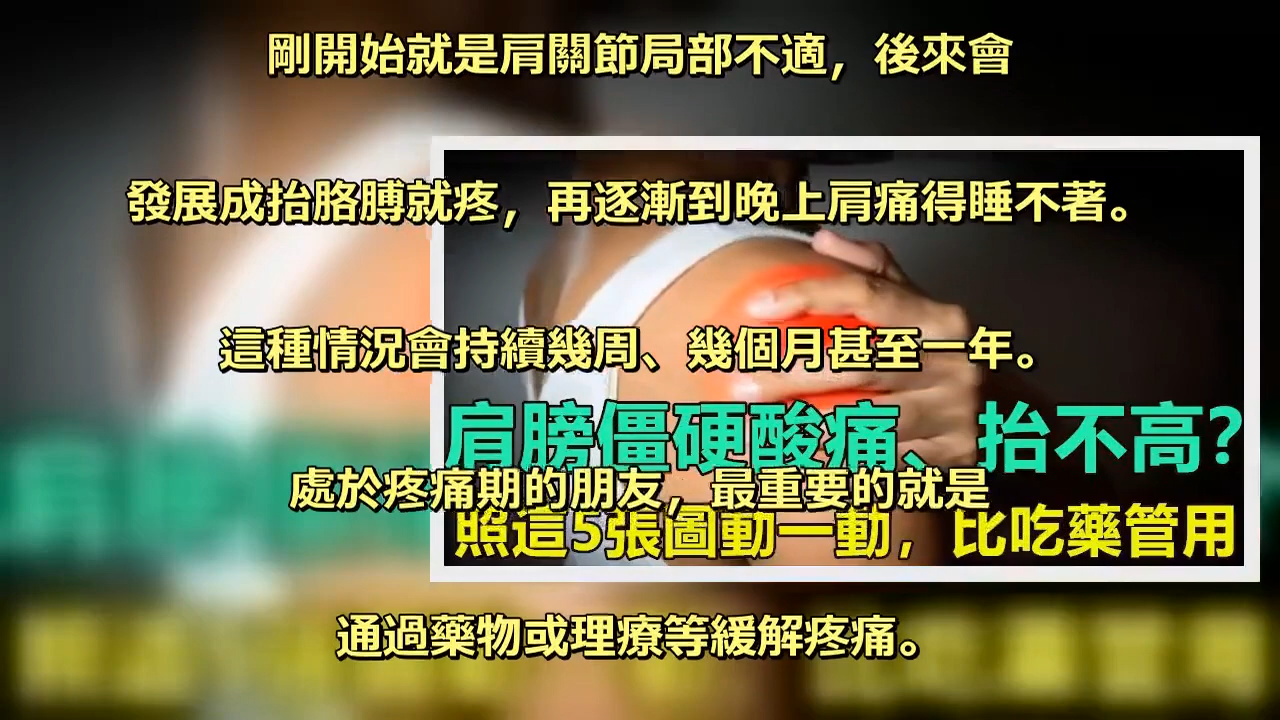 剛開始就是肩關節局部不適，後來會
發展成抬胳膊就疼，再逐漸到晚上肩痛得睡不著。
這種情況會持續幾周、幾個月甚至一年。
肩膀僵硬酸痛、抬不高?
處於疼痛期的朋友，最重要的就是
照這5張圖動一動，比吃藥管用
通過藥物或理療等緩解疼痛。